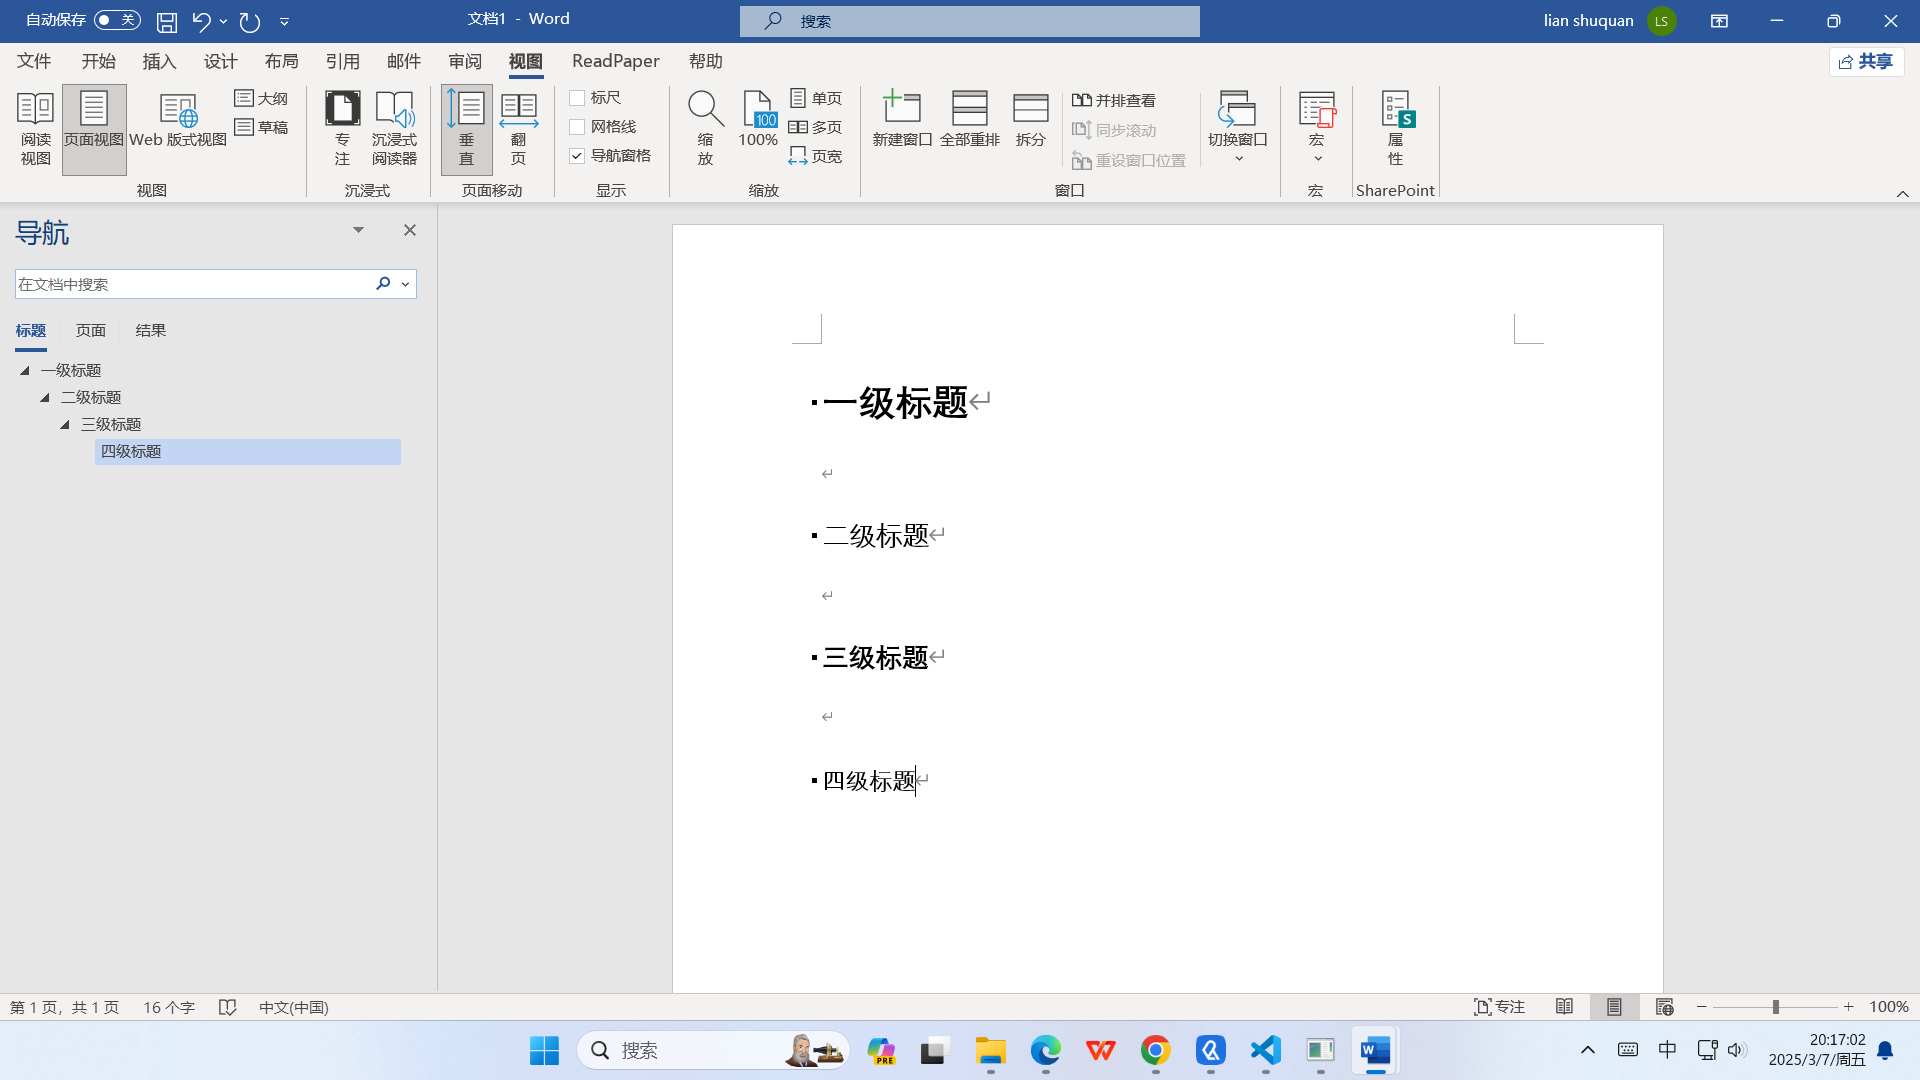 自动保存 关 文档1 - Word 搜索 lian shuquan LS
文件 开始 插入 设计 布局 引用 邮件 审阅 视图 ReadPaper 帮助 共享
阅读视图 页面视图 Web 版式视图 大纲 草稿
视图
专注 沉浸式阅读器
沉浸式
垂直 翻页
页面移动
标尺
网格线
导航窗格
显示
缩放 100% 100 单页 多页 页宽
缩放
新建窗口 全部重排 拆分 并排查看 同步滚动 重设窗口位置 切换窗口
窗口
宏
宏
属性
SharePoint
导航
在文档中搜索
标题 页面 结果
一级标题
二级标题
三级标题
四级标题
一级标题
二级标题
三级标题
四级标题
第 1 页，共 1 页 16 个字 中文(中国) 专注 100%
搜索 PRE 中 20:17:02
2025/3/7/周五